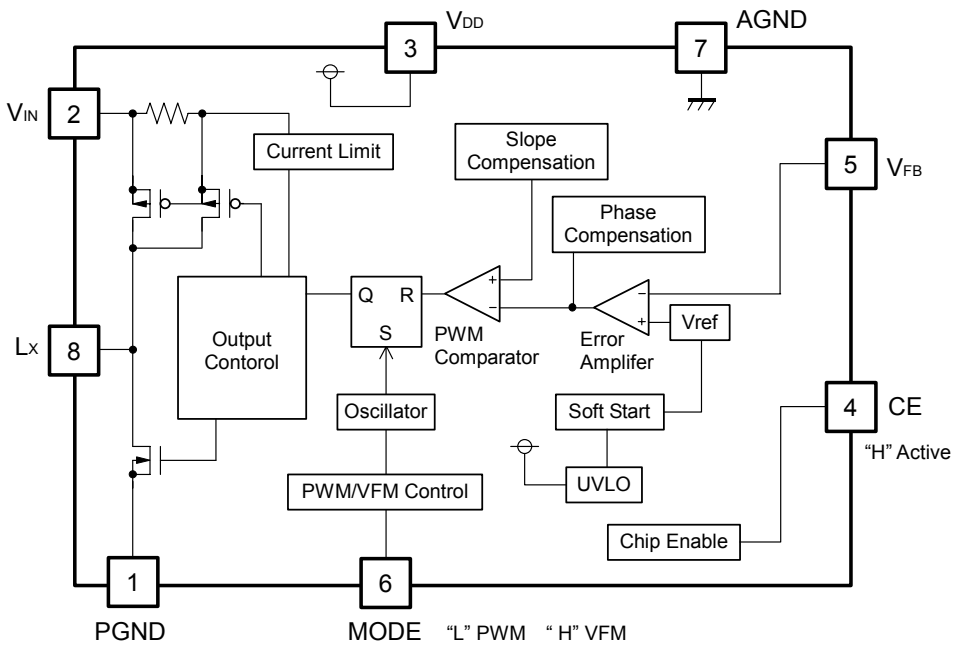 VDD
3
AGND
7
VIN
2
Current Limit
Slope
Compensation
5
VFB
Phase
Compensation
Q
R
S
+
−
−
+
Vref
PWM
Comparator
Error
Amplifer
LX
8
Output
Contorol
Oscillator
Soft Start
4
CE
"H" Active
PWM/VFM Control
UVLO
Chip Enable
1
6
PGND
MODE
"L" PWM " H" VFM